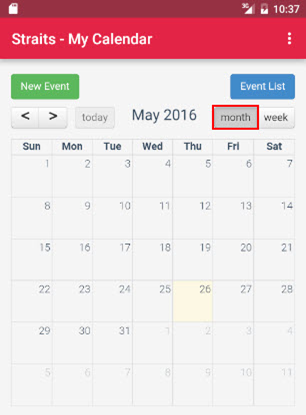 3G 10:37
Straits - My Calendar
New Event Event List
< > today May 2016 month week
Sun Mon Tue Wed Thu Fri Sat
1 2 3 4 5 6 7
8 9 10 11 12 13 14
15 16 17 18 19 20 21
22 23 24 25 26 27 28
29 30 31 1 2 3 4
5 6 7 8 9 10 11